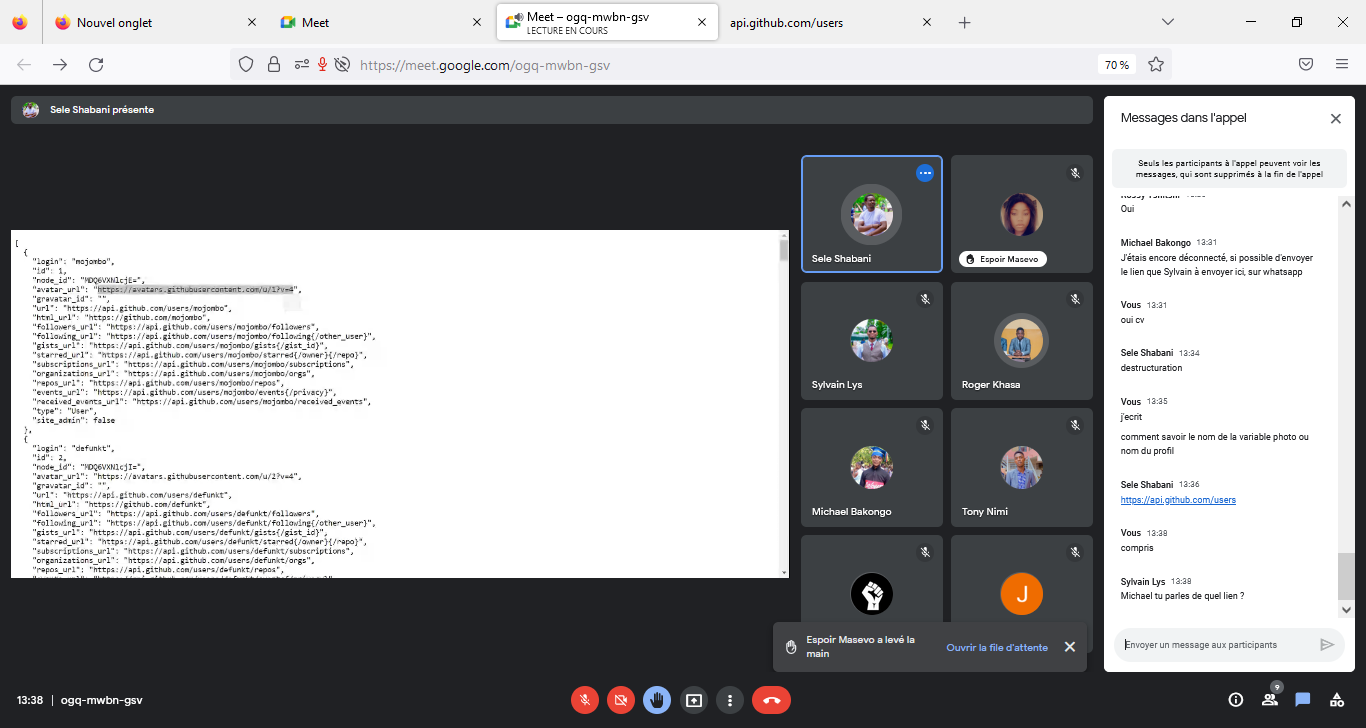 Nouvel onglet
Meet
Meet – ogq-mwbn-gsv
LECTURE EN COURS
api.github.com/users
https://meet.google.com/ogq-mwbn-gsv
70 %
Sele Shabani présente
[
{
"login": "mojombo",
"id": 1,
"node_id": "MDQ6VXNlcjE=",
"avatar_url": "https://avatars.githubusercontent.com/u/1?v=4",
"gravatar_id": "",
"url": "https://api.github.com/users/mojombo",
"html_url": "https://github.com/mojombo",
"followers_url": "https://api.github.com/users/mojombo/followers",
"following_url": "https://api.github.com/users/mojombo/following{/other_user}",
"gists_url": "https://api.github.com/users/mojombo/gists{/gist_id}",
"starred_url": "https://api.github.com/users/mojombo/starred{/owner}{/repo}",
"subscriptions_url": "https://api.github.com/users/mojombo/subscriptions",
"organizations_url": "https://api.github.com/users/mojombo/orgs",
"repos_url": "https://api.github.com/users/mojombo/repos",
"events_url": "https://api.github.com/users/mojombo/events{/privacy}",
"received_events_url": "https://api.github.com/users/mojombo/received_events",
"type": "User",
"site_admin": false
},
{
"login": "defunkt",
"id": 2,
"node_id": "MDQ6VXNlcjI=",
"avatar_url": "https://avatars.githubusercontent.com/u/2?v=4",
"gravatar_id": "",
"url": "https://api.github.com/users/defunkt",
"html_url": "https://github.com/defunkt",
"followers_url": "https://api.github.com/users/defunkt/followers",
"following_url": "https://api.github.com/users/defunkt/following{/other_user}",
"gists_url": "https://api.github.com/users/defunkt/gists{/gist_id}",
"starred_url": "https://api.github.com/users/defunkt/starred{/owner}{/repo}",
"subscriptions_url": "https://api.github.com/users/defunkt/subscriptions",
"organizations_url": "https://api.github.com/users/defunkt/orgs",
"repos_url": "https://api.github.com/users/defunkt/repos",
Sele Shabani
Espoir Masevo
Sylvain Lys
Roger Khasa
Michael Bakongo
Tony Nimi
J
Espoir Masevo a levé la
main
Ouvrir la file d'attente
Messages dans l'appel
Seuls les participants à l'appel peuvent voir les
messages, qui sont supprimés à la fin de l'appel
Oui
Michael Bakongo 13:31
J'étais encore déconnecté, si possible d'envoyer
le lien que Sylvain à envoyer ici, sur whatsapp
Vous 13:31
oui cv
Sele Shabani 13:34
destructuration
Vous 13:35
j'ecrit
comment savoir le nom de la variable photo ou
nom du profil
Sele Shabani 13:36
https://api.github.com/users
Vous 13:38
compris
Sylvain Lys 13:38
Michael tu parles de quel lien ?
Envoyer un message aux participants
13:38 | ogq-mwbn-gsv
9